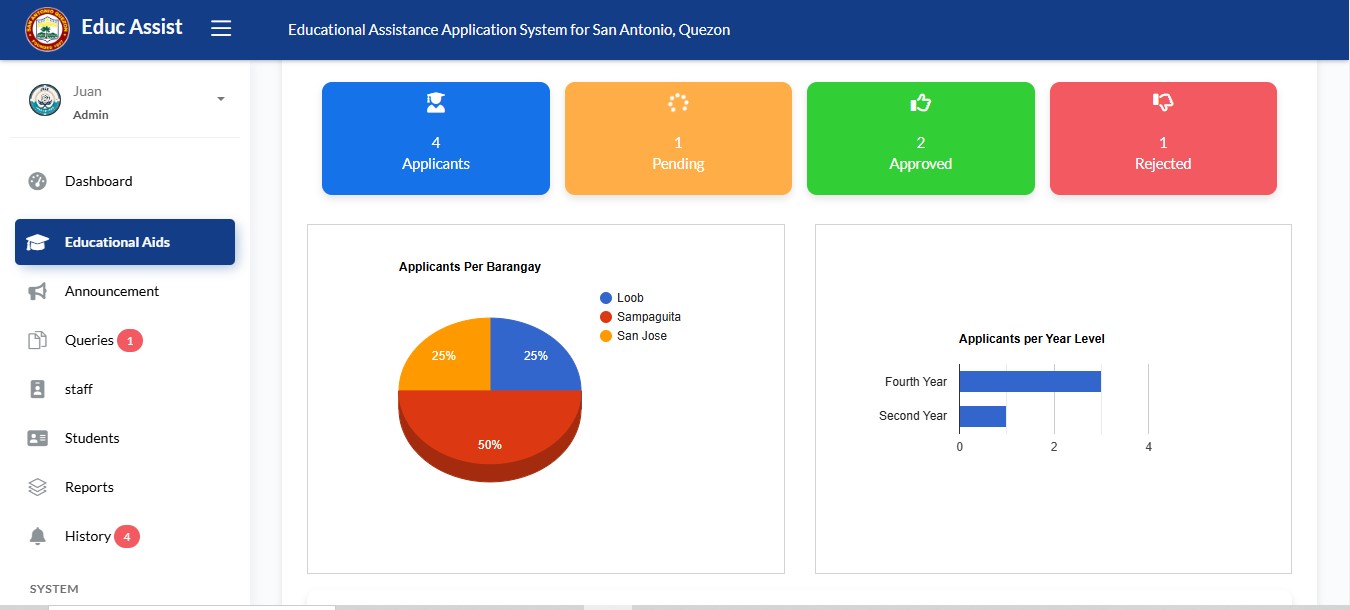 Educ Assist
Educational Assistance Application System for San Antonio, Quezon
Juan
Admin
Dashboard
Educational Aids
Announcement
Queries 1
staff
Students
Reports
History 4
SYSTEM
4
Applicants
1
Pending
2
Approved
1
Rejected
Applicants Per Barangay
Loob
Sampaguita
San Jose
25%
25%
50%
Applicants per Year Level
Fourth Year
Second Year
0
2
4